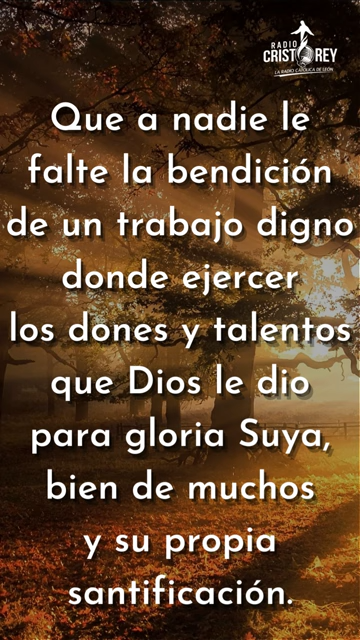 RADIO
CRISTO REY
LA RADIO CATÓLICA DE LEÓN
Que a nadie le
falte la bendición
de un trabajo digno
donde ejercer
los dones y talentos
que Dios le dio
para gloria Suya,
bien de muchos
y su propia
santificación.